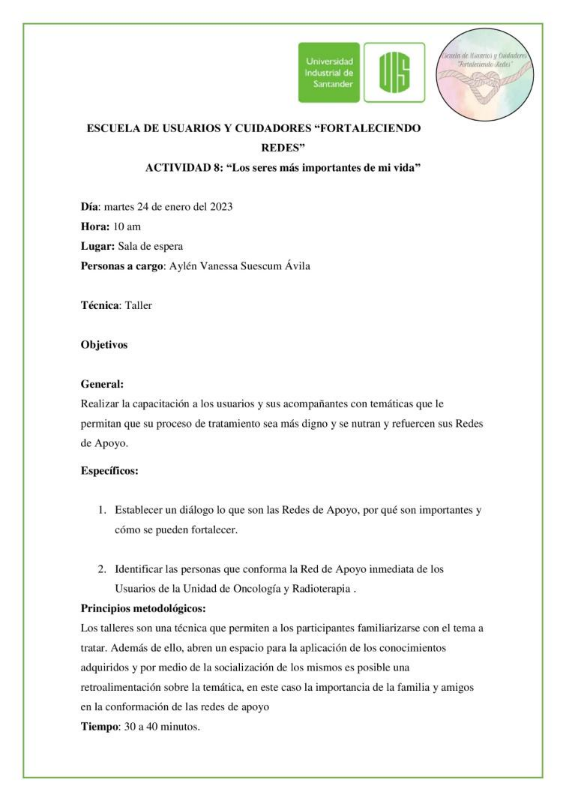 Universidad
Industrial de
Santander
UIS
Escuela de Usuarios y Cuidadores
"Fortaleciendo Redes"
ESCUELA DE USUARIOS Y CUIDADORES “FORTALECIENDO
REDES”
ACTIVIDAD 8: “Los seres más importantes de mi vida”
Día: martes 24 de enero del 2023
Hora: 10 am
Lugar: Sala de espera
Personas a cargo: Aylén Vanessa Suescum Ávila
Técnica: Taller
Objetivos
General:
Realizar la capacitación a los usuarios y sus acompañantes con temáticas que le
permitan que su proceso de tratamiento sea más digno y se nutran y refuercen sus Redes
de Apoyo.
Específicos:
1. Establecer un diálogo lo que son las Redes de Apoyo, por qué son importantes y
cómo se pueden fortalecer.
2. Identificar las personas que conforma la Red de Apoyo inmediata de los
Usuarios de la Unidad de Oncología y Radioterapia .
Principios metodológicos:
Los talleres son una técnica que permiten a los participantes familiarizarse con el tema a
tratar. Además de ello, abren un espacio para la aplicación de los conocimientos
adquiridos y por medio de la socialización de los mismos es posible una
retroalimentación sobre la temática, en este caso la importancia de la familia y amigos
en la conformación de las redes de apoyo
Tiempo: 30 a 40 minutos.